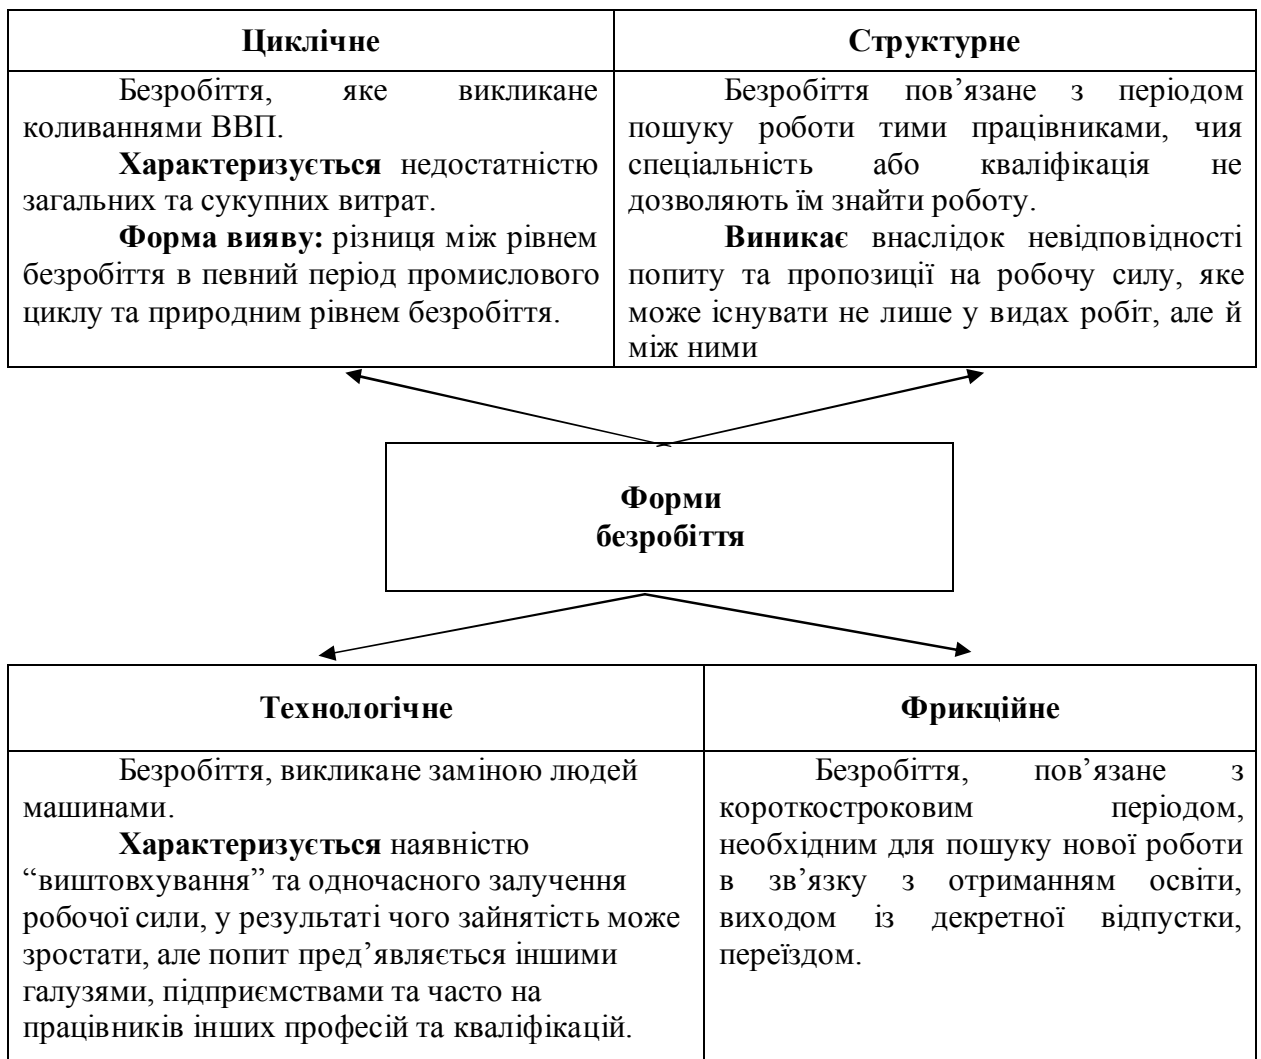 Циклічне
Безробіття, яке викликане
коливаннями ВВП.
Характеризується недостатністю
загальних та сукупних витрат.
Форма вияву: різниця між рівнем
безробіття в певний період промислового
циклу та природним рівнем безробіття.
Структурне
Безробіття пов’язане з періодом
пошуку роботи тими працівниками, чия
спеціальність або кваліфікація не
дозволяють їм знайти роботу.
Виникає внаслідок невідповідності
попиту та пропозиції на робочу силу, яке
може існувати не лише у видах робіт, але й
між ними
Форми
безробіття
Технологічне
Безробіття, викликане заміною людей
машинами.
Характеризується наявністю
“виштовхування” та одночасного залучення
робочої сили, у результаті чого зайнятість може
зростати, але попит пред’являється іншими
галузями, підприємствами та часто на
працівників інших професій та кваліфікацій.
Фрикційне
Безробіття, пов’язане з
короткостроковим періодом,
необхідним для пошуку нової роботи
в зв’язку з отриманням освіти,
виходом із декретної відпустки,
переїздом.